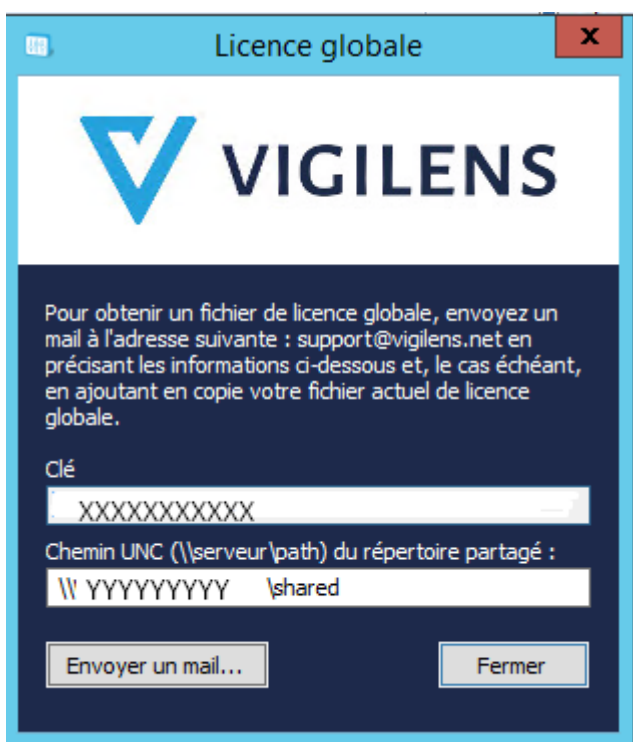 Licence globale
x
VIGILENS
Pour obtenir un fichier de licence globale, envoyez un
mail à l'adresse suivante : support@vigilens.net en
précisant les informations ci-dessous et, le cas échéant,
en ajoutant en copie votre fichier actuel de licence
globale.
Clé
XXXXXXXXXXX
Chemin UNC (\\serveur\path) du répertoire partagé :
\\ YYYYYYYYY \shared
Envoyer un mail...
Fermer